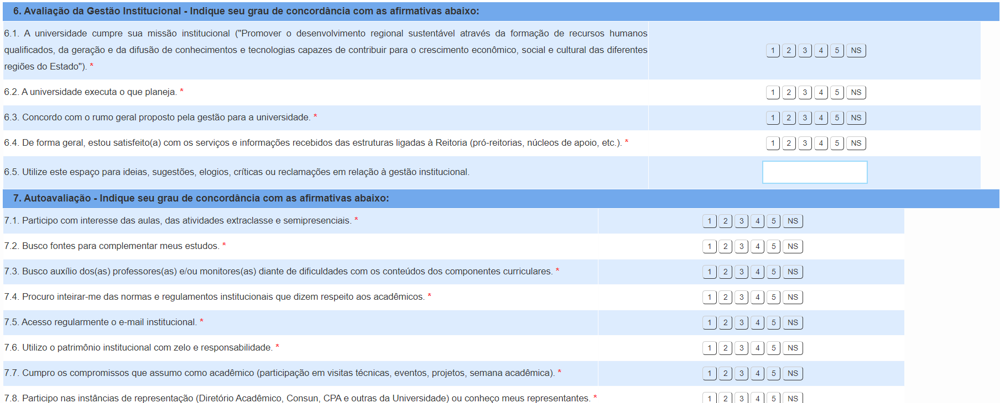 6. Avaliação da Gestão Institucional - Indique seu grau de concordância com as afirmativas abaixo:
6.1. A universidade cumpre sua missão institucional ("Promover o desenvolvimento regional sustentável através da formação de recursos humanos
qualificados, da geração e da difusão de conhecimentos e tecnologias capazes de contribuir para o crescimento econômico, social e cultural das diferentes
regiões do Estado"). *
1 2 3 4 5 NS
6.2. A universidade executa o que planeja. * 1 2 3 4 5 NS
6.3. Concordo com o rumo geral proposto pela gestão para a universidade. * 1 2 3 4 5 NS
6.4. De forma geral, estou satisfeito(a) com os serviços e informações recebidos das estruturas ligadas à Reitoria (pró-reitorias, núcleos de apoio, etc.). * 1 2 3 4 5 NS
6.5. Utilize este espaço para ideias, sugestões, elogios, críticas ou reclamações em relação à gestão institucional.
7. Autoavaliação - Indique seu grau de concordância com as afirmativas abaixo:
7.1. Participo com interesse das aulas, das atividades extraclasse e semipresenciais. * 1 2 3 4 5 NS
7.2. Busco fontes para complementar meus estudos. * 1 2 3 4 5 NS
7.3. Busco auxílio dos(as) professores(as) e/ou monitores(as) diante de dificuldades com os conteúdos dos componentes curriculares. * 1 2 3 4 5 NS
7.4. Procuro inteirar-me das normas e regulamentos institucionais que dizem respeito aos acadêmicos. * 1 2 3 4 5 NS
7.5. Acesso regularmente o e-mail institucional. * 1 2 3 4 5 NS
7.6. Utilizo o patrimônio institucional com zelo e responsabilidade. * 1 2 3 4 5 NS
7.7. Cumpro os compromissos que assumo como acadêmico (participação em visitas técnicas, eventos, projetos, semana acadêmica). * 1 2 3 4 5 NS
7.8. Participo nas instâncias de representação (Diretório Acadêmico, Consun, CPA e outras da Universidade) ou conheço meus representantes. * 1 2 3 4 5 NS